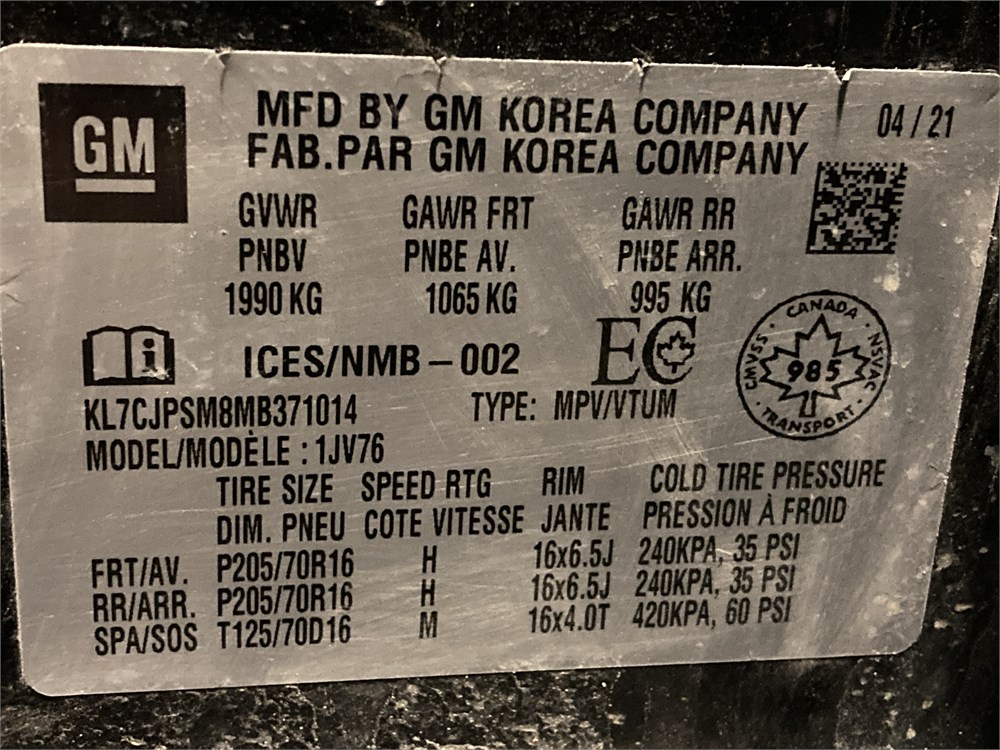 GM
MFD BY GM KOREA COMPANY
FAB.PAR GM KOREA COMPANY
04 / 21
GVWR GAWR FRT GAWR RR
PNBV PNBE AV. PNBE ARR.
1990 KG 1065 KG 995 KG
i ICES/NMB – 002 EC
CANADA
CMVSS · NSVAC
985
TRANSPORT
KL7CJPSM8MB371014 TYPE: MPV/VTUM
MODEL/MODÈLE : 1JV76
TIRE SIZE SPEED RTG RIM COLD TIRE PRESSURE
DIM. PNEU COTE VITESSE JANTE PRESSION À FROID
FRT/AV. P205/70R16 H 16x6.5J 240KPA, 35 PSI
RR/ARR. P205/70R16 H 16x6.5J 240KPA, 35 PSI
SPA/SOS T125/70D16 M 16x4.0T 420KPA, 60 PSI